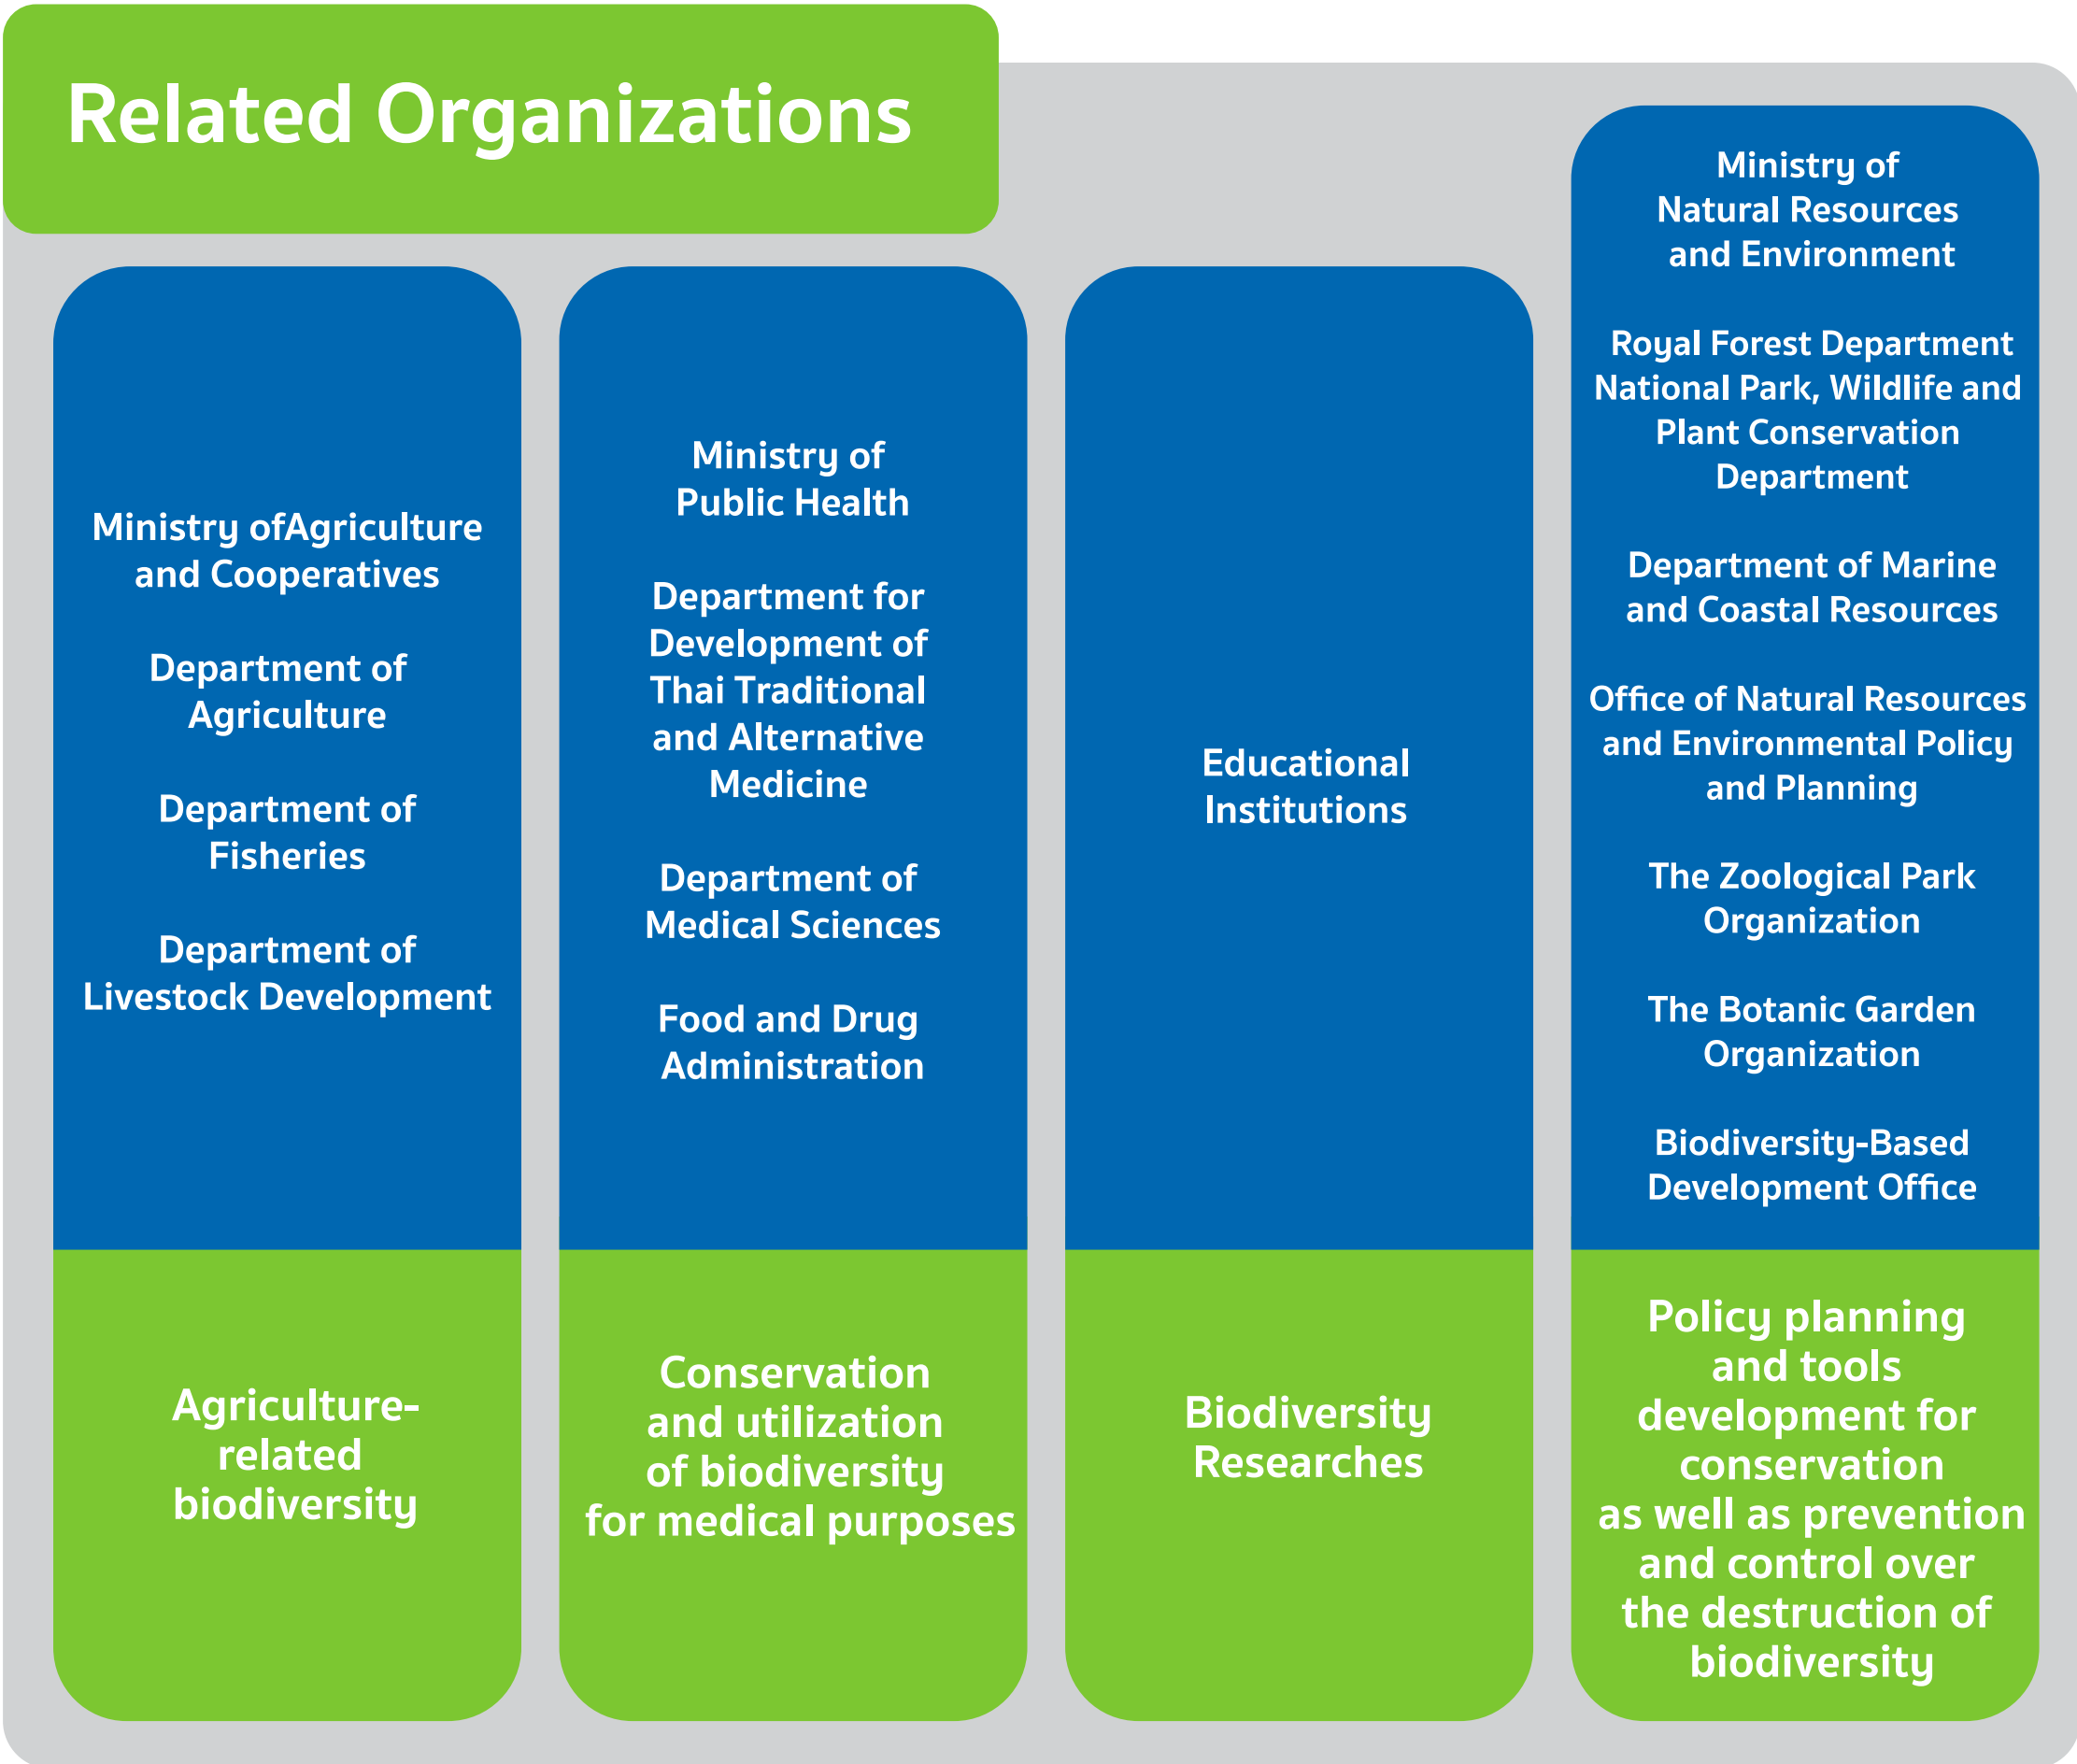 Related Organizations
Ministry ofAgriculture
and Cooperatives
Department of
Agriculture
Department of
Fisheries
Department of
Livestock Development
Agriculture-
related
biodiversity
Ministry of
Public Health
Department for
Development of
Thai Traditional
and Alternative
Medicine
Department of
Medical Sciences
Food and Drug
Administration
Conservation
and utilization
of biodiversity
for medical purposes
Educational
Institutions
Biodiversity
Researches
Ministry of
Natural Resources
and Environment
Royal Forest Department
National Park, Wildlife and
Plant Conservation
Department
Department of Marine
and Coastal Resources
Office of Natural Resources
and Environmental Policy
and Planning
The Zoological Park
Organization
The Botanic Garden
Organization
Biodiversity-Based
Development Office
Policy planning
and tools
development for
conservation
as well as prevention
and control over
the destruction of
biodiversity